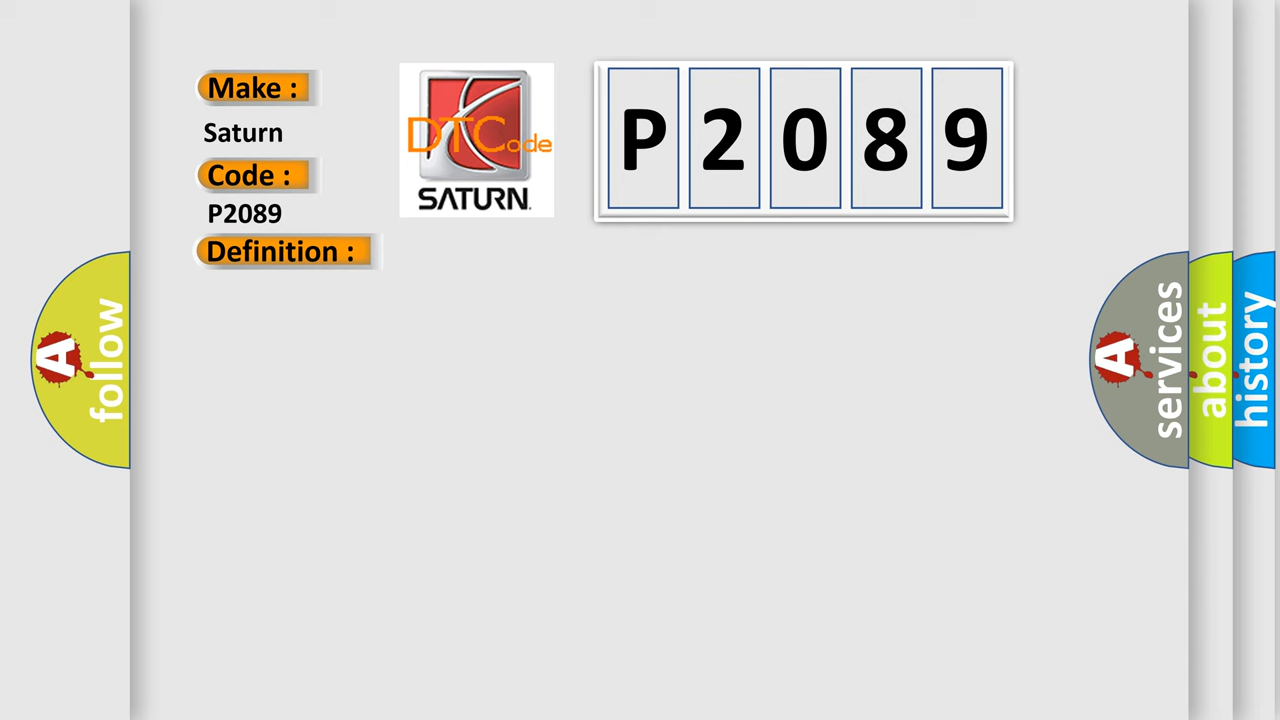 Make :
Saturn
Code :
P2089
Definition :
DTCode
SATURN.
P 2 0 8 9
A
follow
A
services
about
history